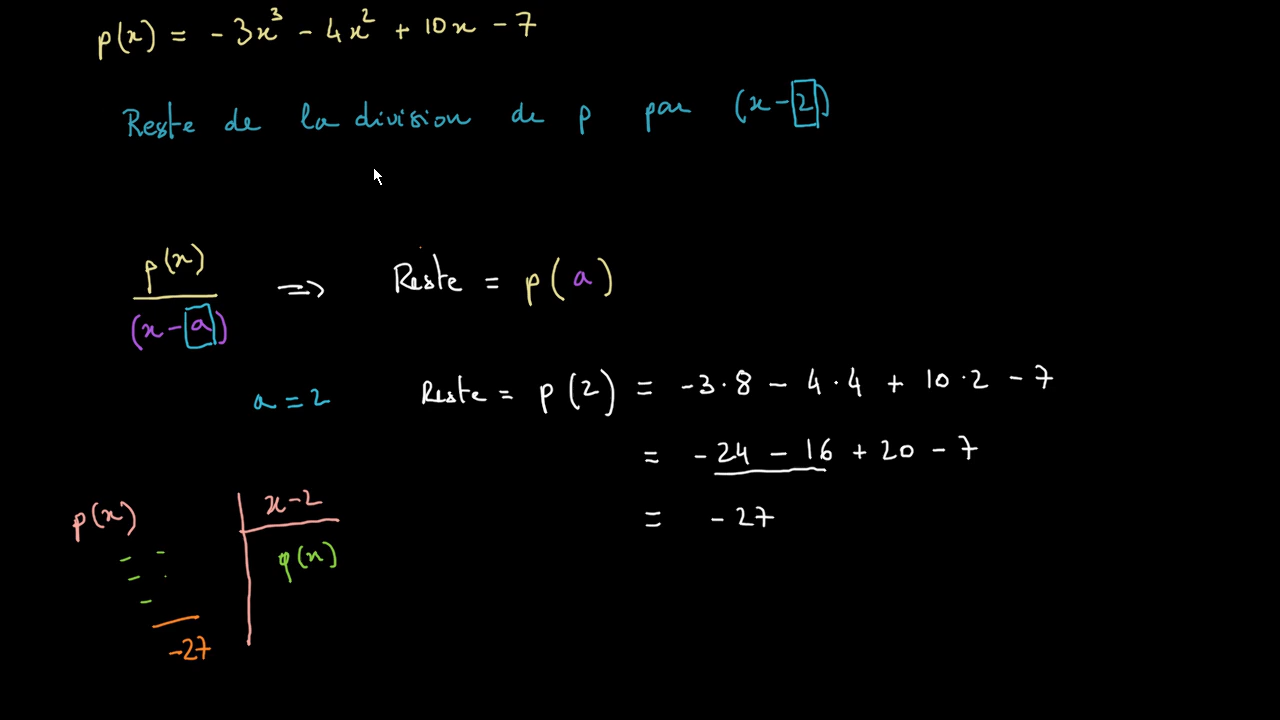 p(x) = -3x³ - 4x² + 10x - 7
Reste de la division de p par (x-2)
p(x)
(x-a)
=> Reste = p(a)
a = 2
Reste = p(2) = -3·8 - 4·4 + 10·2 - 7
= -24 - 16 + 20 - 7
= -27
p(x)
x-2
q(x)
-27